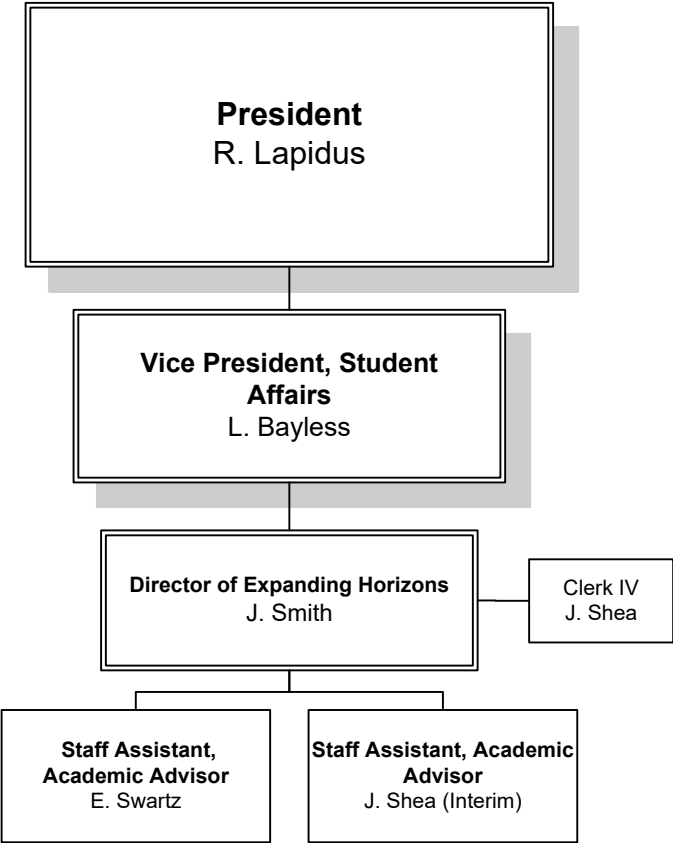 President
R. Lapidus
Vice President, Student
Affairs
L. Bayless
Director of Expanding Horizons
J. Smith
Clerk IV
J. Shea
Staff Assistant,
Academic Advisor
E. Swartz
Staff Assistant, Academic
Advisor
J. Shea (Interim)